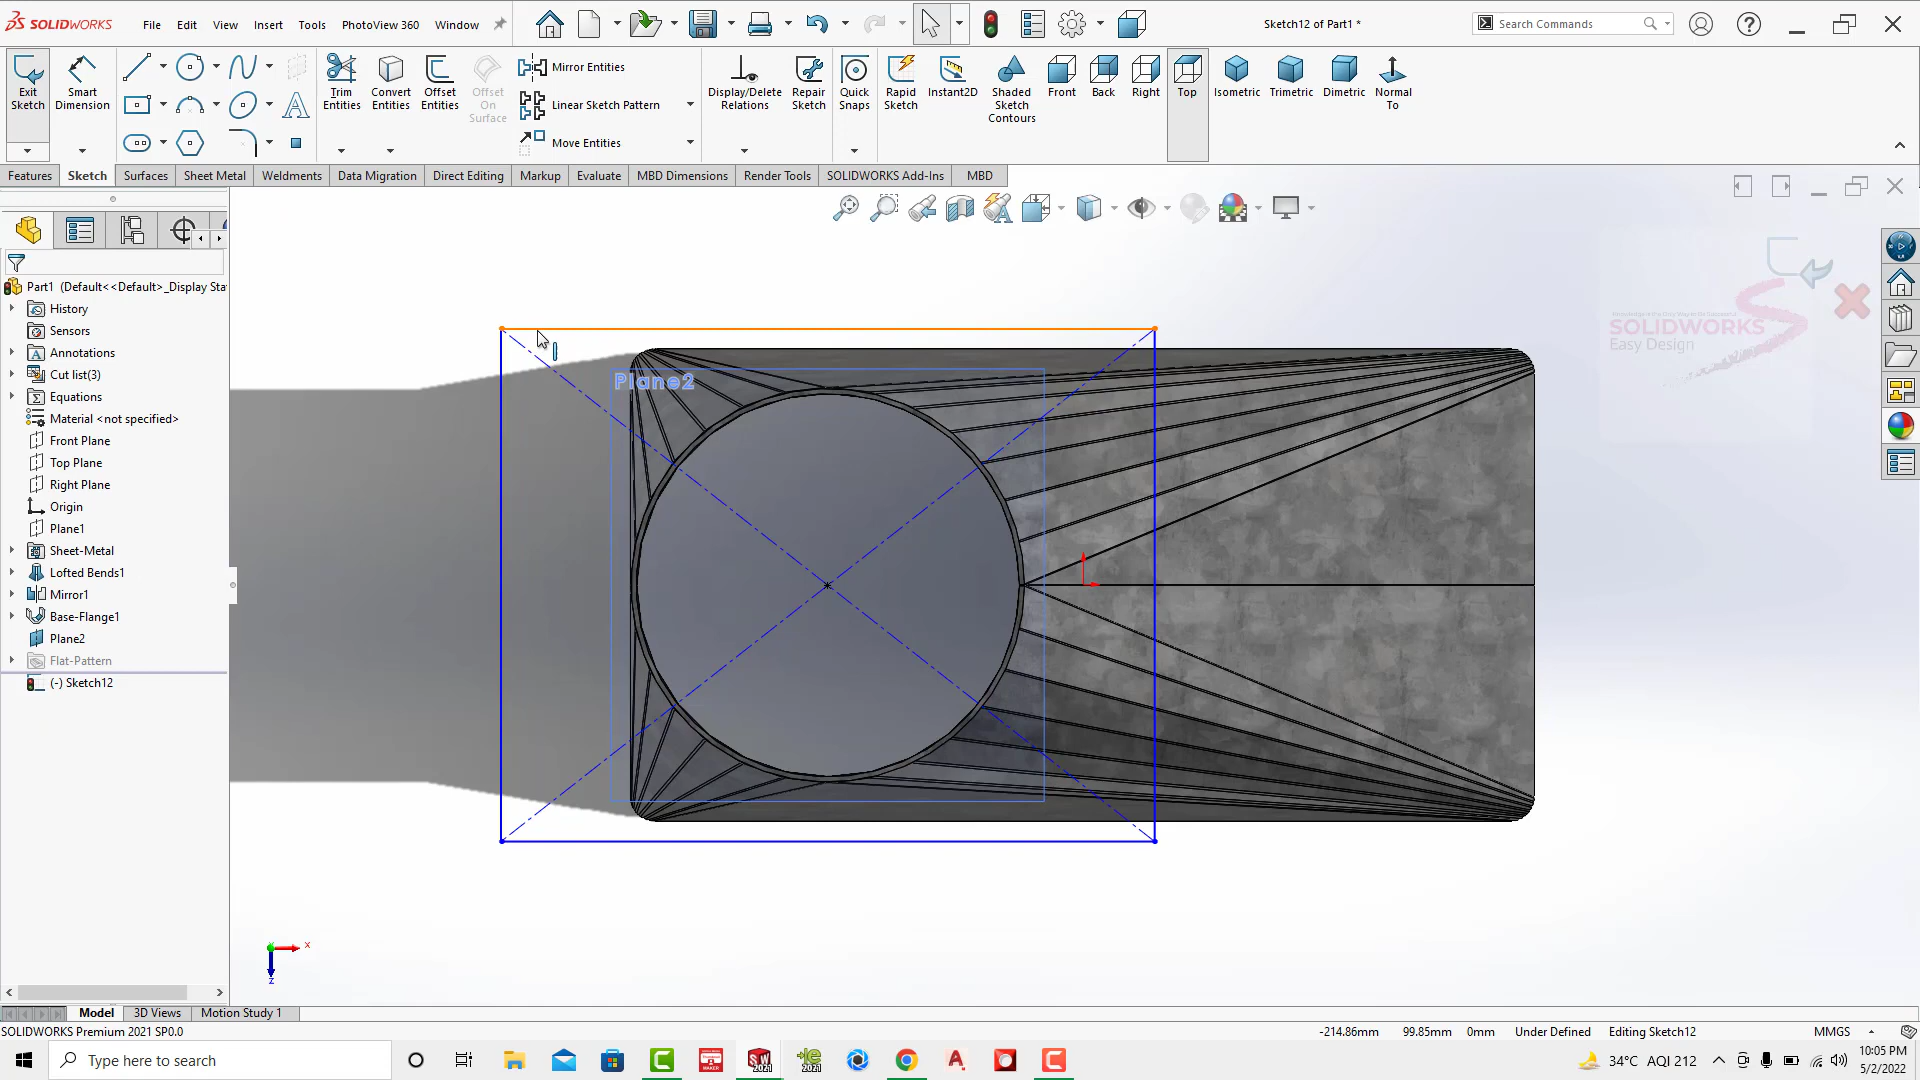 SOLIDWORKS
File Edit View Insert Tools PhotoView 360 Window
Sketch12 of Part1 *
Search Commands
Exit Sketch
Smart Dimension
Trim Entities
Convert Entities
Offset Entities
Offset On Surface
Mirror Entities
Linear Sketch Pattern
Move Entities
Display/Delete Relations
Repair Sketch
Quick Snaps
Rapid Sketch
Instant2D
Shaded Sketch Contours
Front
Back
Right
Top
Isometric
Trimetric
Dimetric
Normal To
Features Sketch Surfaces Sheet Metal Weldments Data Migration Direct Editing Markup Evaluate MBD Dimensions Render Tools SOLIDWORKS Add-Ins MBD
Part1 (Default<<Default>_Display Sta
History
Sensors
Annotations
Cut list(3)
Equations
Material <not specified>
Front Plane
Top Plane
Right Plane
Origin
Plane1
Sheet-Metal
Lofted Bends1
Mirror1
Base-Flange1
Plane2
Flat-Pattern
(-) Sketch12
Plane2
SOLIDWORKS
Easy Design
x
z
Model 3D Views Motion Study 1
SOLIDWORKS Premium 2021 SP0.0
-214.86mm 99.85mm 0mm Under Defined Editing Sketch12 MMGS
Type here to search
34°C AQI 212
10:05 PM
5/2/2022